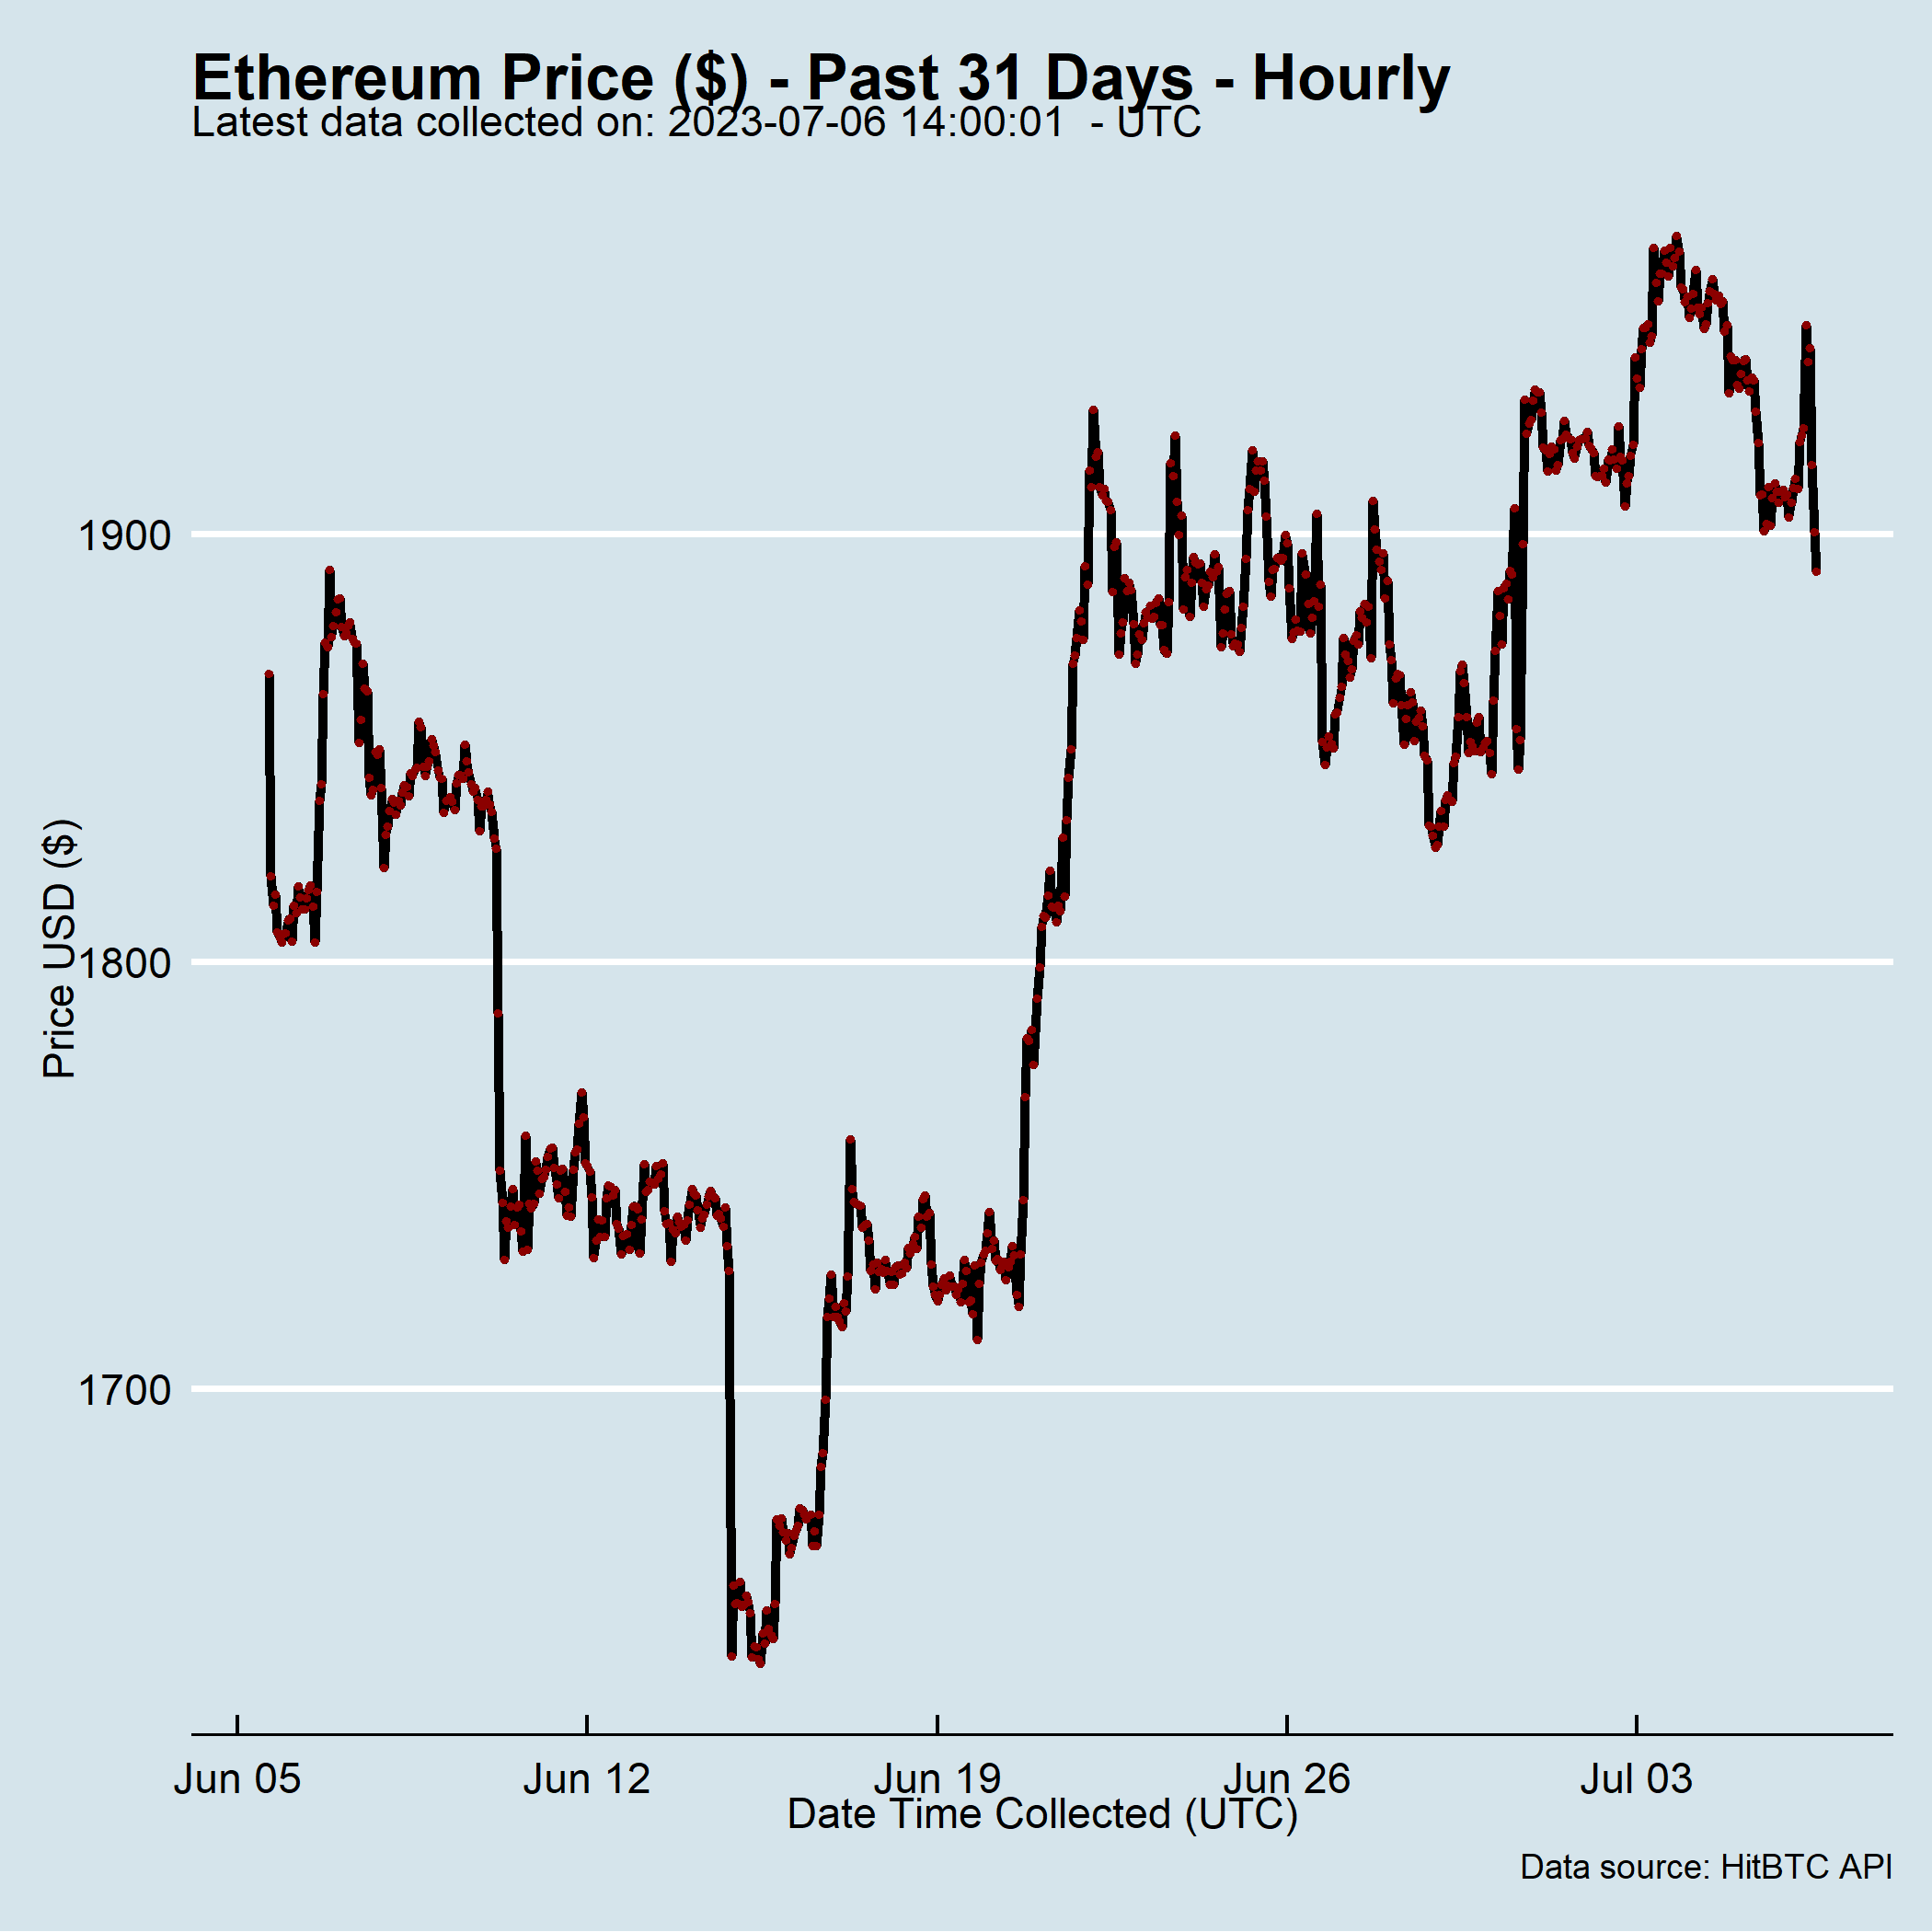 Ethereum Price ($) - Past 31 Days - Hourly
Latest data collected on: 2023-07-06 14:00:01  - UTC
Price USD ($)
1900
1800
1700
Jun 05 Jun 12 Jun 19 Jun 26 Jul 03
Date Time Collected (UTC)
Data source: HitBTC API